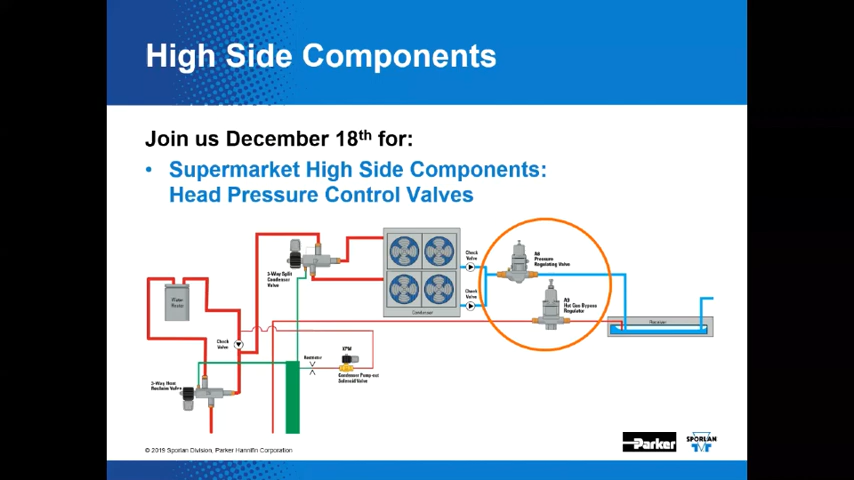 High Side Components
Join us December 18th for:
• Supermarket High Side Components:
Head Pressure Control Valves
3-Way Split
Condenser
Valve
Check
Valve
Check
Valve
A8
Pressure
Regulating Valve
A9
Hot Gas Bypass
Regulator
Condenser
Receiver
Water
Heater
Check
Valve
Restrictor
KPW
Condenser Pump-out
Solenoid Valve
3-Way Heat
Reclaim Valve
© 2019 Sporlan Division, Parker Hannifin Corporation
Parker
SPORLAN